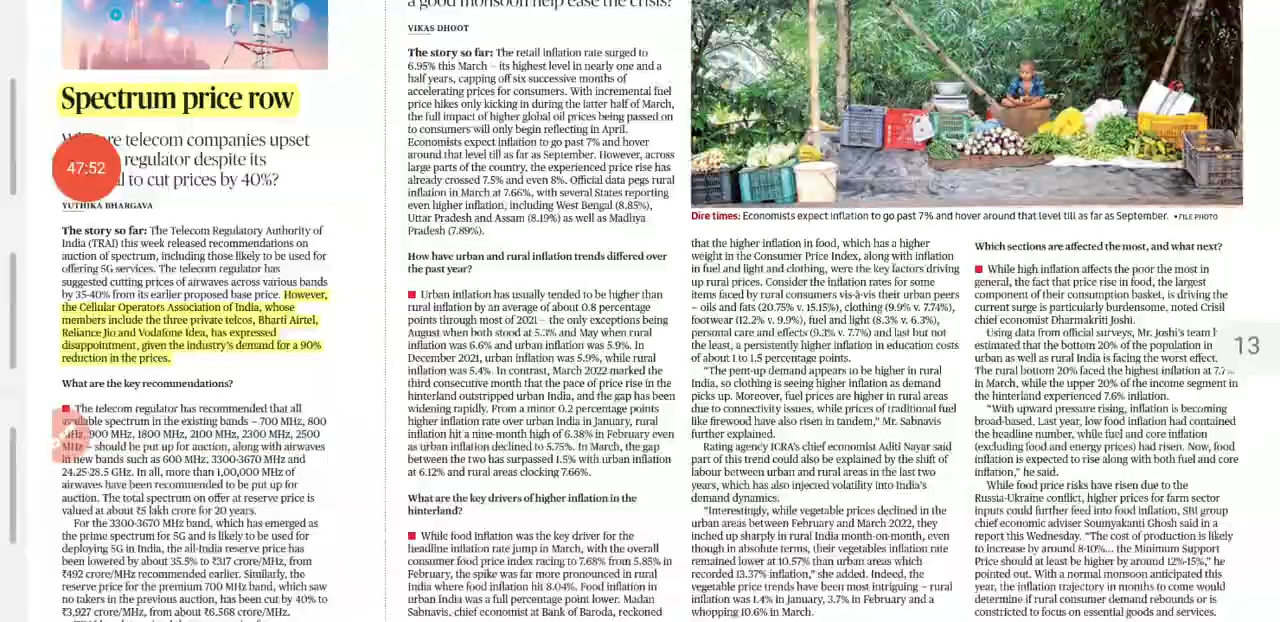 Spectrum price row
re telecom companies upset
regulator despite its
l to cut prices by 40%?
47:52
YUTHIKA BHARGAVA
The story so far: The Telecom Regulatory Authority of
India (TRAI) this week released recommendations on
auction of spectrum, including those likely to be used for
offering 5G services. The telecom regulator has
suggested cutting prices of airwaves across various bands
by 35-40% from its earlier proposed base price. However,
the Cellular Operators Association of India, whose
members include the three private telcos, Bharti Airtel,
Reliance Jio and Vodafone Idea, has expressed
disappointment, given the industry's demand for a 90%
reduction in the prices.
What are the key recommendations?
The telecom regulator has recommended that all
available spectrum in the existing bands – 700 MHz, 800
MHz, 900 MHz, 1800 MHz, 2100 MHz, 2300 MHz, 2500
MHz – should be put up for auction, along with airwaves
in new bands such as 600 MHz, 3300-3670 MHz and
24.25-28.5 GHz. In all, more than 1,00,000 MHz of
airwaves have been recommended to be put up for
auction. The total spectrum on offer at reserve price is
valued at about ₹5 lakh crore for 20 years.
For the 3300-3670 MHz band, which has emerged as
the prime spectrum for 5G and is likely to be used for
deploying 5G in India, the all-India reserve price has
been lowered by about 35.5% to ₹317 crore/MHz, from
₹492 crore/MHz recommended earlier. Similarly, the
reserve price for the premium 700 MHz band, which saw
no takers in the previous auction, has been cut by 40% to
₹3,927 crore/MHz, from about ₹6,568 crore/MHz.
a good monsoon help ease the crisis?
VIKAS DHOOT
The story so far: The retail inflation rate surged to
6.95% this March – its highest level in nearly one and a
half years, capping off six successive months of
accelerating prices for consumers. With incremental fuel
price hikes only kicking in during the latter half of March,
the full impact of higher global oil prices being passed on
to consumers will only begin reflecting in April.
Economists expect inflation to go past 7% and hover
around that level till as far as September. However, across
large parts of the country, the experienced price rise has
already crossed 7.5% and even 8%. Official data pegs rural
inflation in March at 7.66%, with several States reporting
even higher inflation, including West Bengal (8.85%),
Uttar Pradesh and Assam (8.19%) as well as Madhya
Pradesh (7.89%).
How have urban and rural inflation trends differed over
the past year?
Urban inflation has usually tended to be higher than
rural inflation by an average of about 0.8 percentage
points through most of 2021 – the only exceptions being
August when both stood at 5.3% and May when rural
inflation was 6.6% and urban inflation was 5.9%. In
December 2021, urban inflation was 5.9%, while rural
inflation was 5.4%. In contrast, March 2022 marked the
third consecutive month that the pace of price rise in the
hinterland outstripped urban India, and the gap has been
widening rapidly. From a minor 0.2 percentage points
higher inflation rate over urban India in January, rural
inflation hit a nine-month high of 6.38% in February even
as urban inflation declined to 5.75%. In March, the gap
between the two has surpassed 1.5% with urban inflation
at 6.12% and rural areas clocking 7.66%.
What are the key drivers of higher inflation in the
hinterland?
While food inflation was the key driver for the
headline inflation rate jump in March, with the overall
consumer food price index racing to 7.68% from 5.85% in
February, the spike was far more pronounced in rural
India where food inflation hit 8.04%. Food inflation in
urban India was a full percentage point lower. Madan
Sabnavis, chief economist at Bank of Baroda, reckoned
Dire times: Economists expect inflation to go past 7% and hover around that level till as far as September. • FILE PHOTO
that the higher inflation in food, which has a higher
weight in the Consumer Price Index, along with inflation
in fuel and light and clothing, were the key factors driving
up rural prices. Consider the inflation rates for some
items faced by rural consumers vis-à-vis their urban peers
– oils and fats (20.75% v. 15.15%), clothing (9.9% v. 7.74%),
footwear (12.2% v. 9.9%), fuel and light (8.3% v. 6.3%),
personal care and effects (9.3% v. 7.7%) and last but not
the least, a persistently higher inflation in education costs
of about 1 to 1.5 percentage points.
"The pent-up demand appears to be higher in rural
India, so clothing is seeing higher inflation as demand
picks up. Moreover, fuel prices are higher in rural areas
due to connectivity issues, while prices of traditional fuel
like firewood have also risen in tandem," Mr. Sabnavis
further explained.
Rating agency ICRA's chief economist Aditi Nayar said
part of this trend could also be explained by the shift of
labour between urban and rural areas in the last two
years, which has also injected volatility into India's
demand dynamics.
"Interestingly, while vegetable prices declined in the
urban areas between February and March 2022, they
inched up sharply in rural India month-on-month, even
though in absolute terms, their vegetables inflation rate
remained lower at 10.57% than urban areas which
recorded 13.37% inflation," she added. Indeed, the
vegetable price trends have been most intriguing – rural
inflation was 1.4% in January, 3.7% in February and a
whopping 10.6% in March.
Which sections are affected the most, and what next?
While high inflation affects the poor the most in
general, the fact that price rise in food, the largest
component of their consumption basket, is driving the
current surge is particularly burdensome, noted Crisil
chief economist Dharmakirti Joshi.
Using data from official surveys, Mr. Joshi's team h
estimated that the bottom 20% of the population in
urban as well as rural India is facing the worst effect.
The rural bottom 20% faced the highest inflation at 7.7
in March, while the upper 20% of the income segment in
the hinterland experienced 7.6% inflation.
"With upward pressure rising, inflation is becoming
broad-based. Last year, low food inflation had contained
the headline number, while fuel and core inflation
(excluding food and energy prices) had risen. Now, food
inflation is expected to rise along with both fuel and core
inflation," he said.
While food price risks have risen due to the
Russia-Ukraine conflict, higher prices for farm sector
inputs could further feed into food inflation, SBI group
chief economic adviser Soumyakanti Ghosh said in a
report this Wednesday. "The cost of production is likely
to increase by around 8-10%... the Minimum Support
Price should at least be higher by around 12%-15%," he
pointed out. With a normal monsoon anticipated this
year, the inflation trajectory in months to come would
determine if rural consumer demand rebounds or is
constricted to focus on essential goods and services.
13